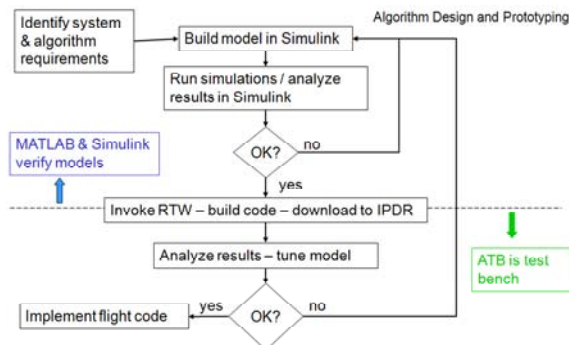 Algorithm Design and Prototyping
Identify system
& algorithm
requirements
Build model in Simulink
Run simulations / analyze
results in Simulink
MATLAB & Simulink
verify models
OK?
no
yes
Invoke RTW – build code – download to IPDR
Analyze results – tune model
ATB is test
bench
Implement flight code
yes
OK?
no